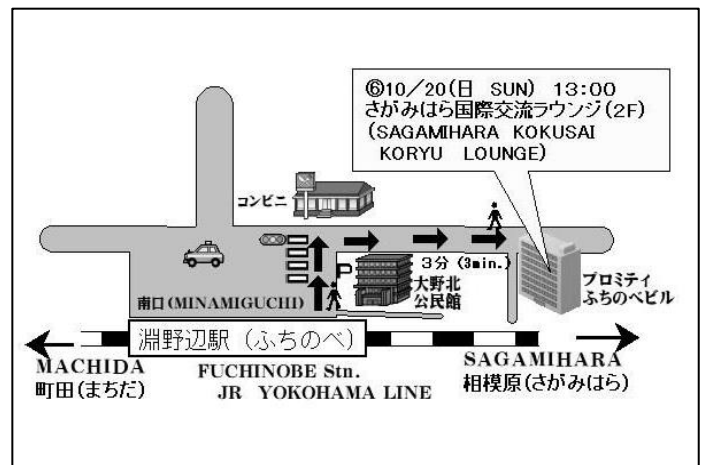 ⑥10/20(日 SUN) 13:00
さがみはら国際交流ラウンジ(2F)
(SAGAMIHARA KOKUSAI
KORYU LOUNGE)
コンビニ
P
3分 (3min.)
大野北
公民館
プロミティ
ふちのべビル
南口(MINAMIGUCHI)
淵野辺駅 (ふちのべ)
MACHIDA
町田(まちだ)
FUCHINOBE Stn.
JR YOKOHAMA LINE
SAGAMIHARA
相模原(さがみはら)